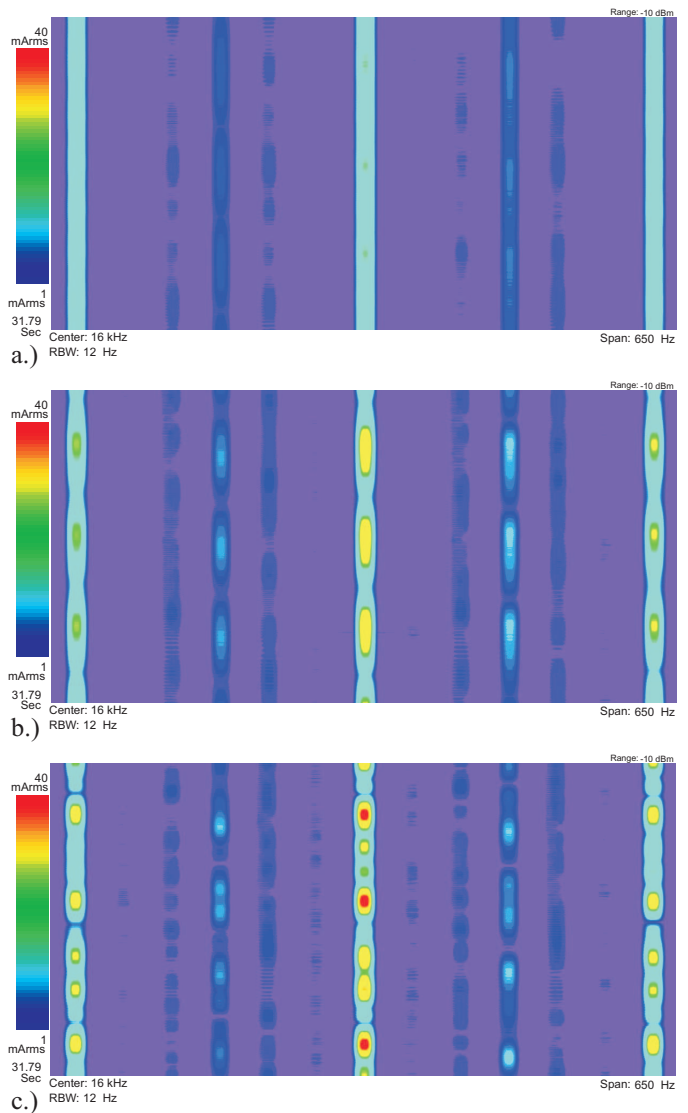 Range: -10 dBm
40
mArms
1
mArms
31.79
Sec
Center: 16 kHz
Span: 650 Hz
RBW: 12 Hz
a.)
Range: -10 dBm
40
mArms
1
mArms
31.79
Sec
Center: 16 kHz
Span: 650 Hz
RBW: 12 Hz
b.)
Range: -10 dBm
40
mArms
1
mArms
31.79
Sec
Center: 16 kHz
Span: 650 Hz
RBW: 12 Hz
c.)